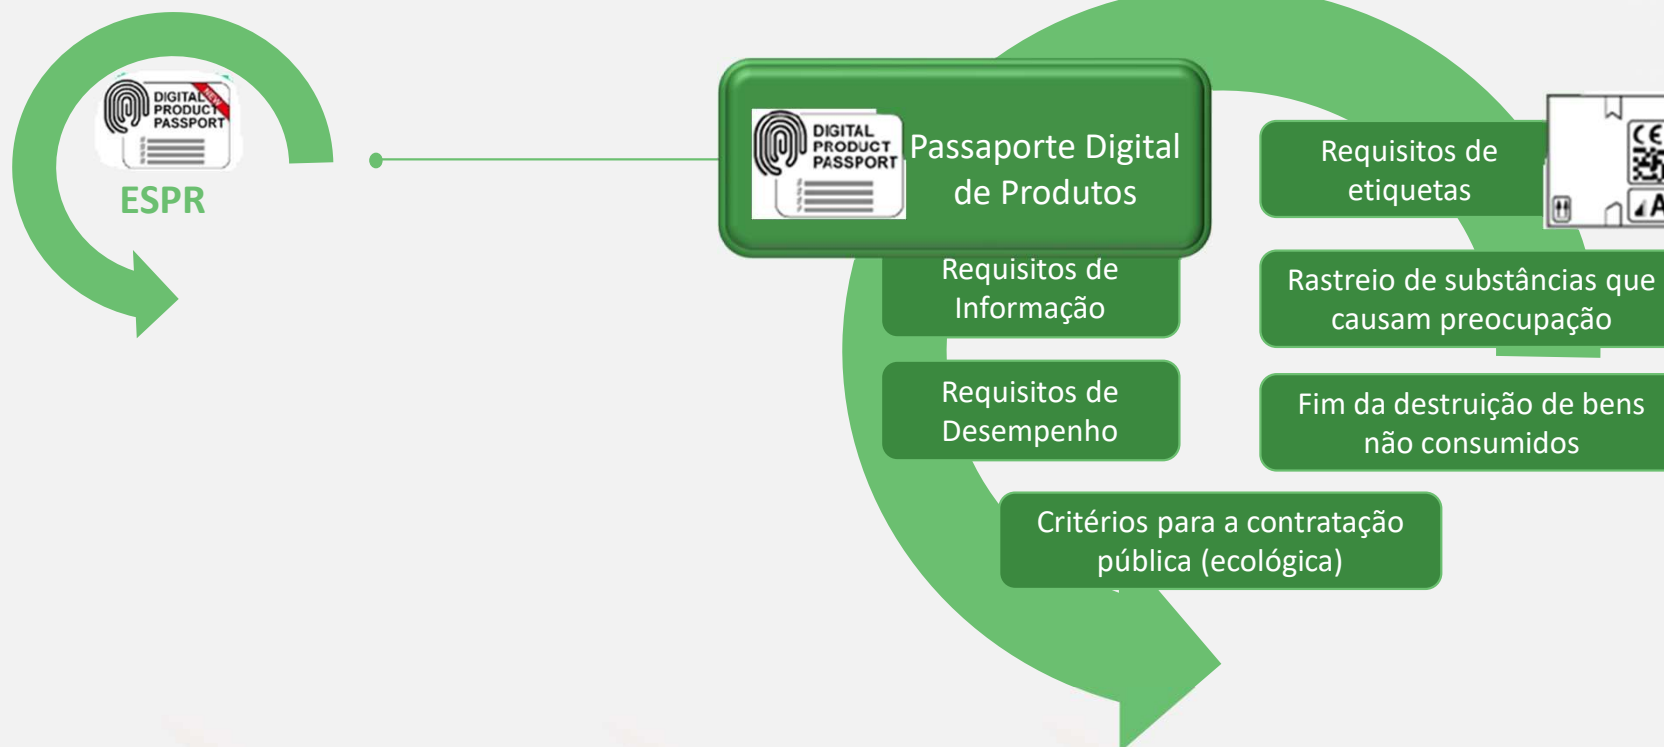 DIGITAL
PRODUCT
PASSPORT
NEW
ESPR
DIGITAL
PRODUCT
PASSPORT
Passaporte Digital
de Produtos
Requisitos de
Informação
Requisitos de
Desempenho
Critérios para a contratação
pública (ecológica)
Requisitos de
etiquetas
CE
A
Rastreio de substâncias que
causam preocupação
Fim da destruição de bens
não consumidos